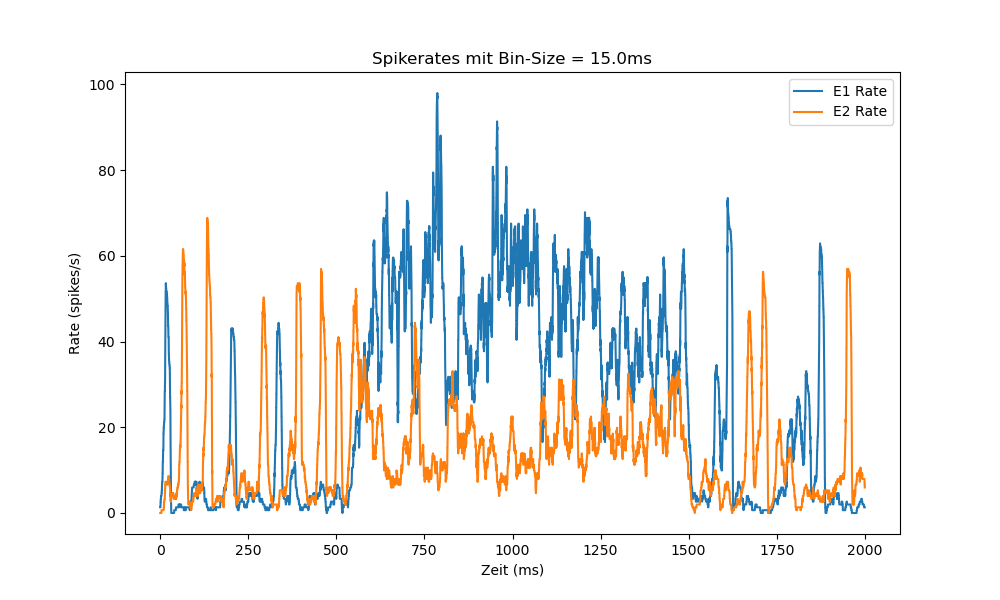 Spikerates mit Bin-Size = 15.0ms
E1 Rate
E2 Rate
Rate (spikes/s)
100
80
60
40
20
0
0 250 500 750 1000 1250 1500 1750 2000
Zeit (ms)